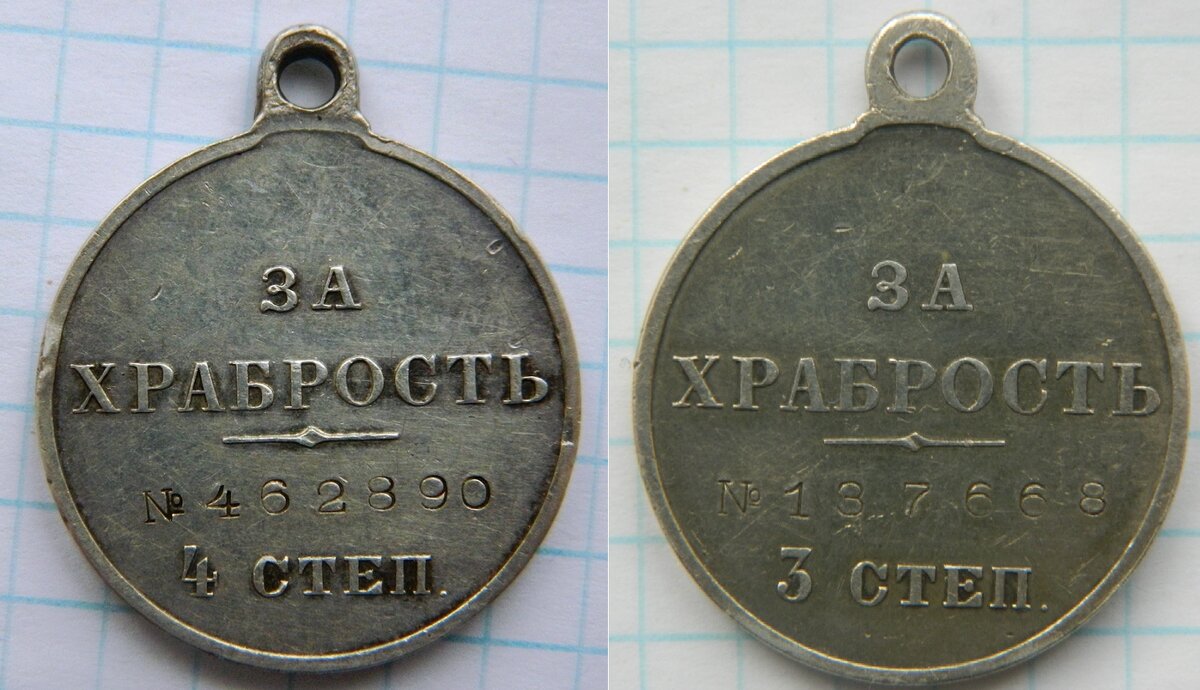 ЗА
ХРАБРОСТЬ
№ 462890
4 СТЕП.
ЗА
ХРАБРОСТЬ
№ 137668
3 СТЕП.